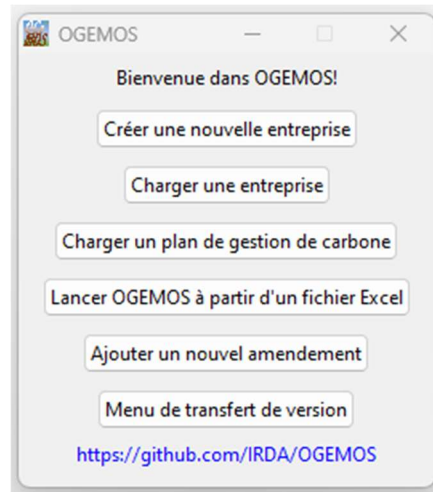 OGEMOS
Bienvenue dans OGEMOS!
Créer une nouvelle entreprise
Charger une entreprise
Charger un plan de gestion de carbone
Lancer OGEMOS à partir d'un fichier Excel
Ajouter un nouvel amendement
Menu de transfert de version
https://github.com/IRDA/OGEMOS